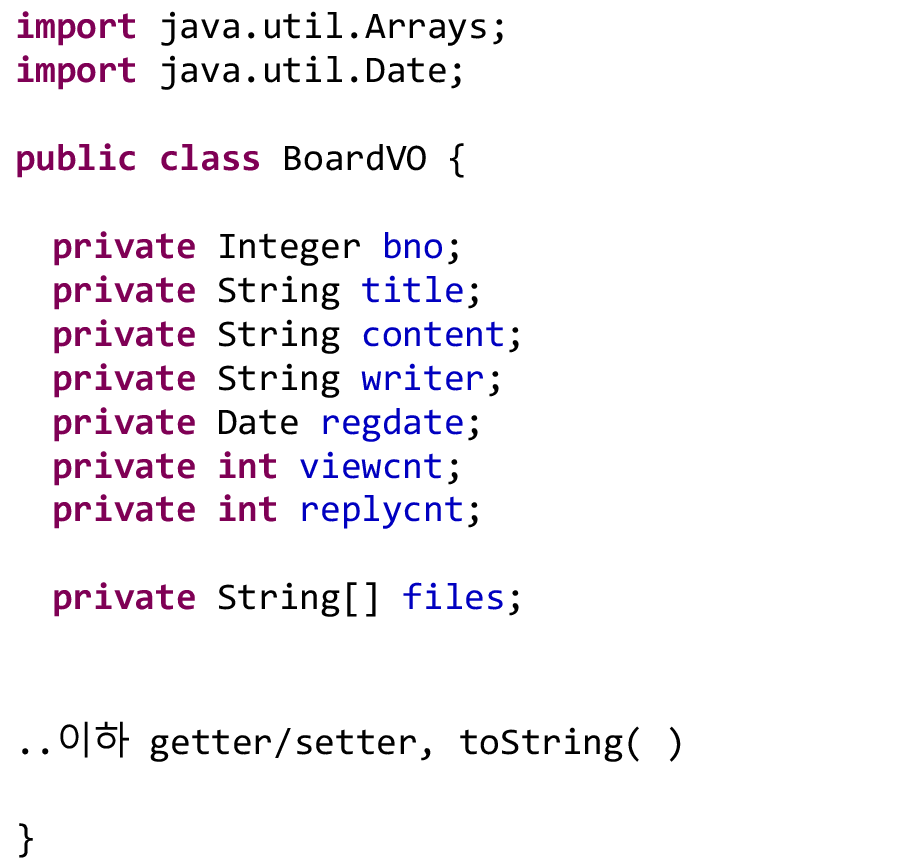 import java.util.Arrays;
import java.util.Date;
public class BoardVO {
private Integer bno;
private String title;
private String content;
private String writer;
private Date regdate;
private int viewcnt;
private int replycnt;
private String[] files;
..이하 getter/setter, toString( )
}